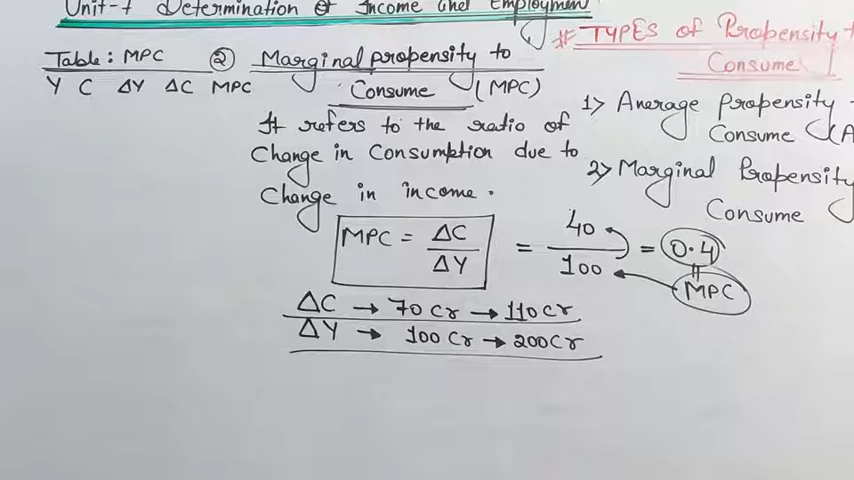 Unit-7 Determination of Income and Employmen
# TYPES of Propensity t
Consume
Table: MPC
Y C ΔY ΔC MPC
② Marginal propensity to
Consume (MPC)
It refers to the ratio of
Change in Consumption due to
Change in income.
MPC = ΔC/ΔY = 40/100 = 0.4
MPC
ΔC → 70 Cr → 110 Cr
ΔY → 100 Cr → 200 Cr
1> Average Propensity
Consume (A
2> Marginal Propensity
Consume